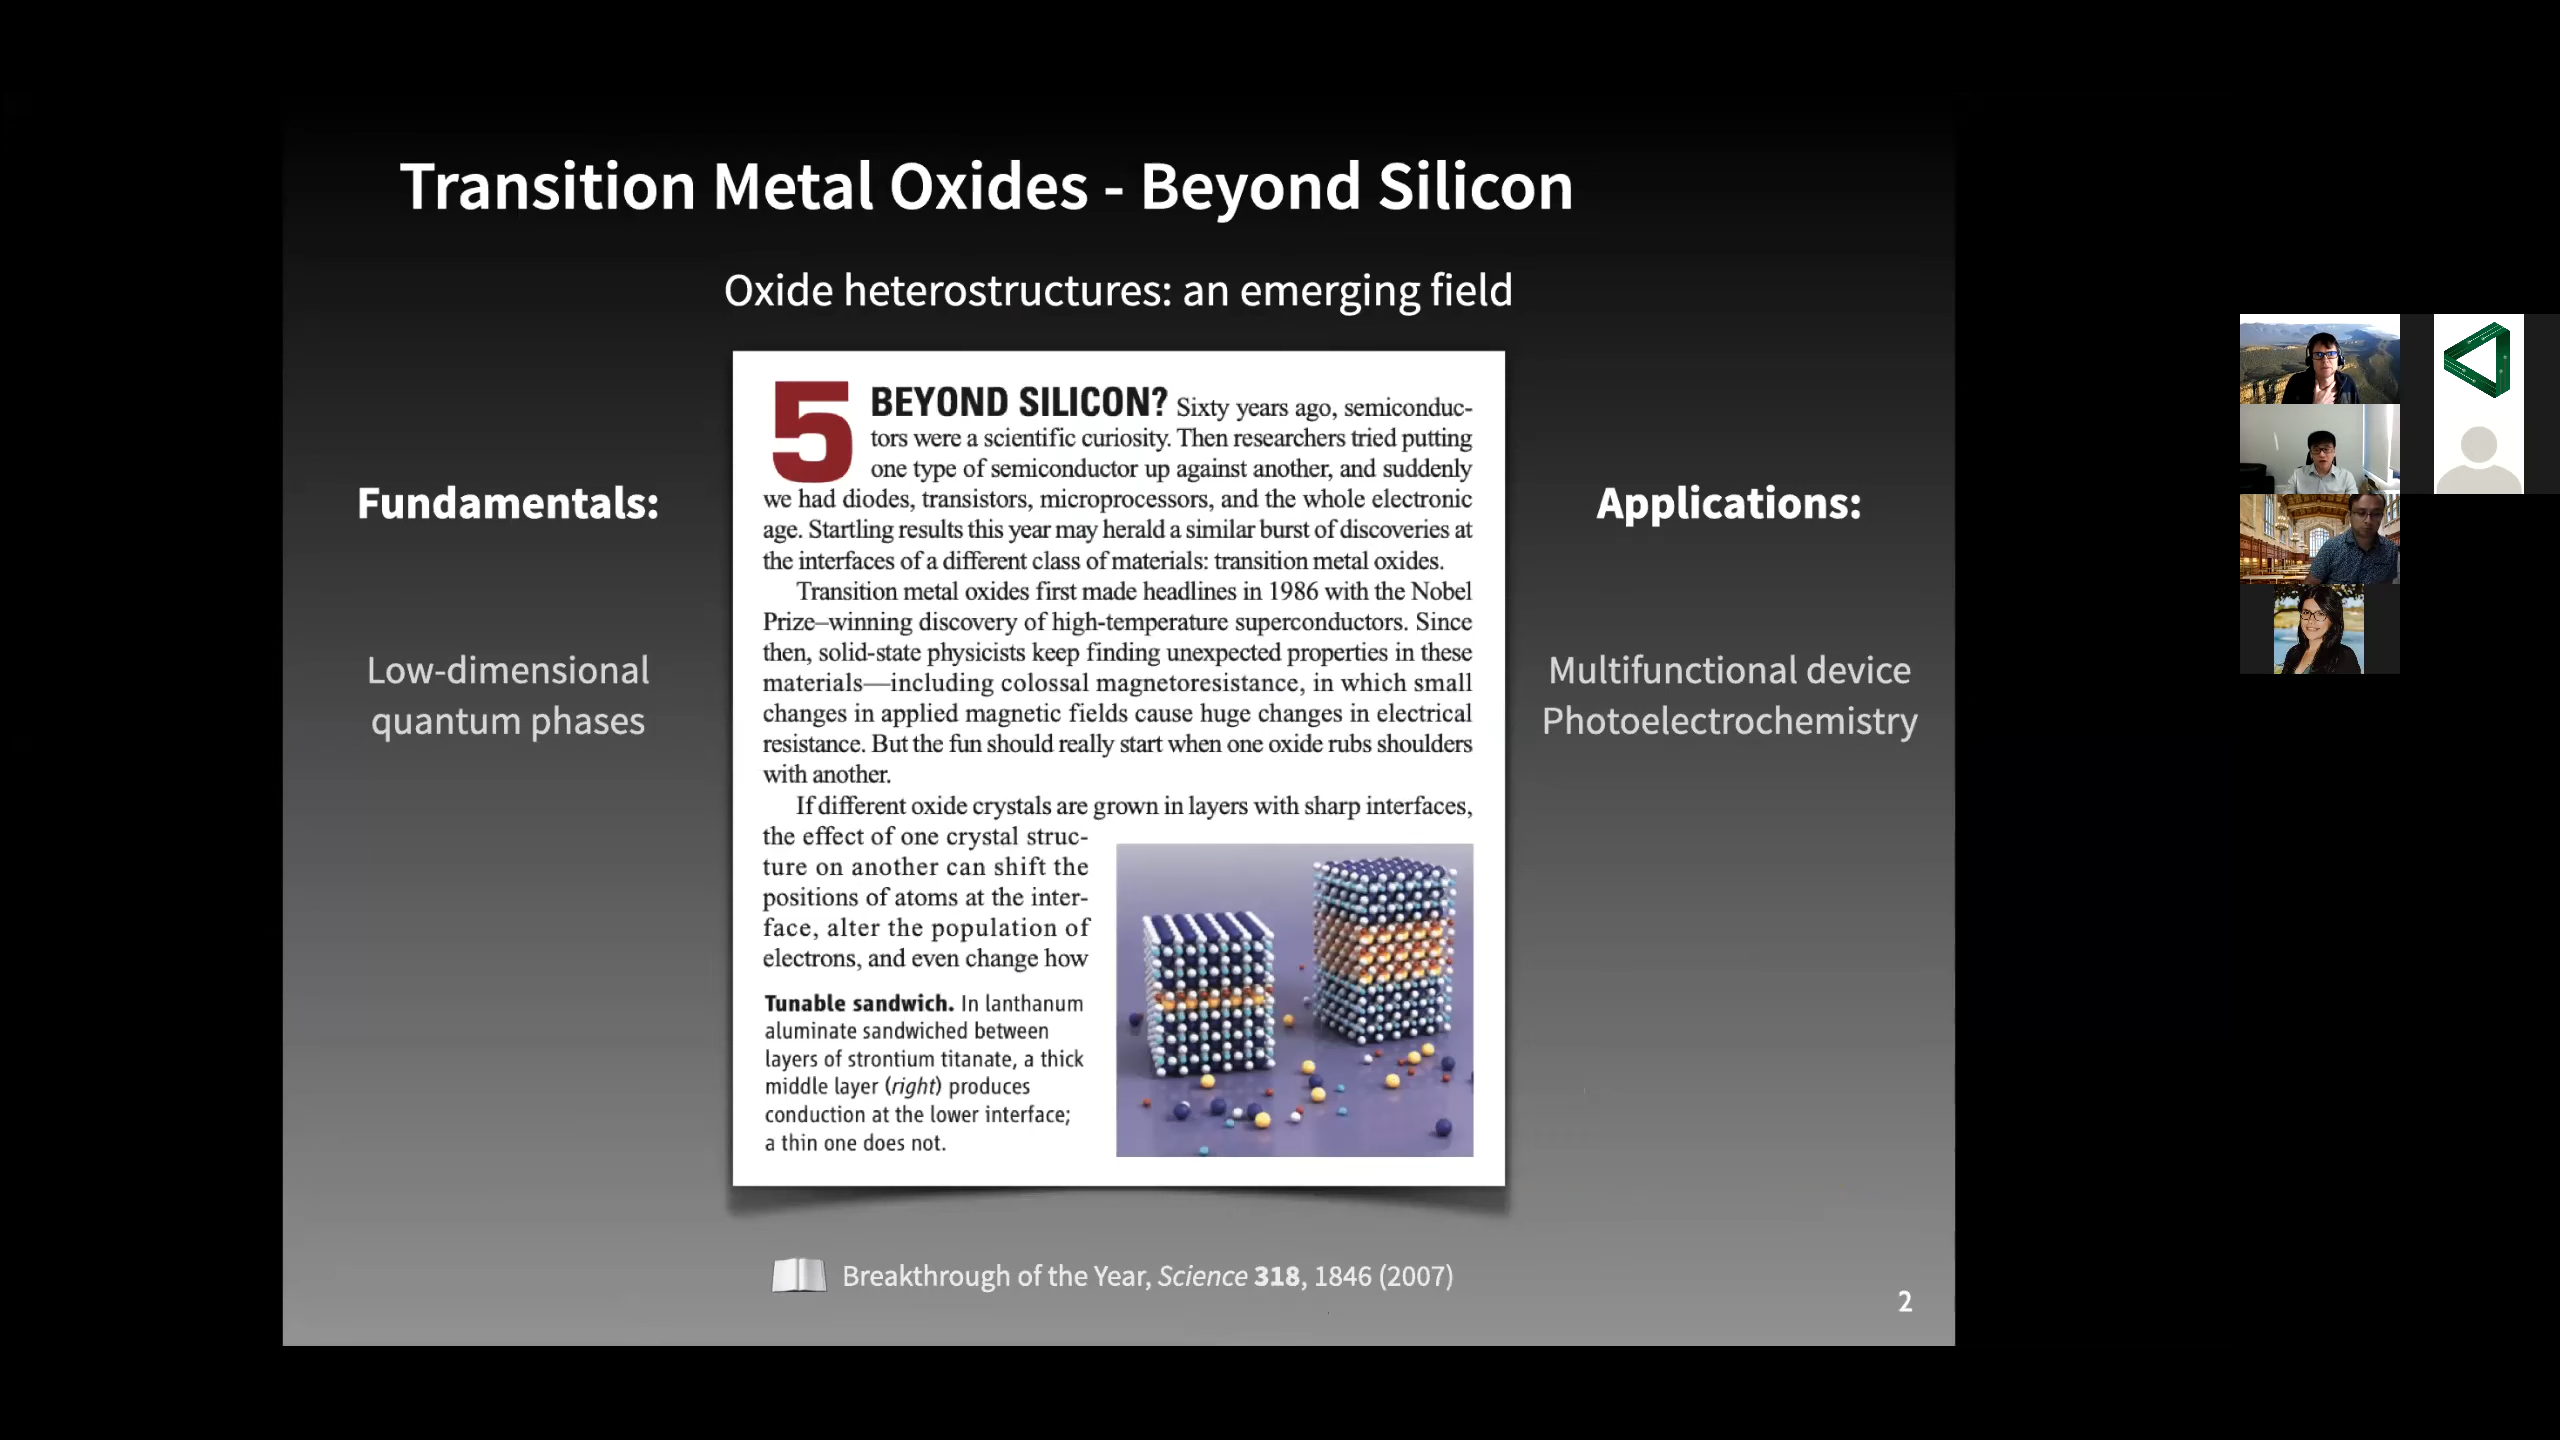 Transition Metal Oxides - Beyond Silicon
Oxide heterostructures: an emerging field
Fundamentals:
Low-dimensional
quantum phases
5
BEYOND SILICON? Sixty years ago, semiconduc-
tors were a scientific curiosity. Then researchers tried putting
one type of semiconductor up against another, and suddenly
we had diodes, transistors, microprocessors, and the whole electronic
age. Startling results this year may herald a similar burst of discoveries at
the interfaces of a different class of materials: transition metal oxides.
Transition metal oxides first made headlines in 1986 with the Nobel
Prize–winning discovery of high-temperature superconductors. Since
then, solid-state physicists keep finding unexpected properties in these
materials—including colossal magnetoresistance, in which small
changes in applied magnetic fields cause huge changes in electrical
resistance. But the fun should really start when one oxide rubs shoulders
with another.
If different oxide crystals are grown in layers with sharp interfaces,
the effect of one crystal struc-
ture on another can shift the
positions of atoms at the inter-
face, alter the population of
electrons, and even change how
Tunable sandwich. In lanthanum
aluminate sandwiched between
layers of strontium titanate, a thick
middle layer (right) produces
conduction at the lower interface;
a thin one does not.
Applications:
Multifunctional device
Photoelectrochemistry
Breakthrough of the Year, Science 318, 1846 (2007)
2